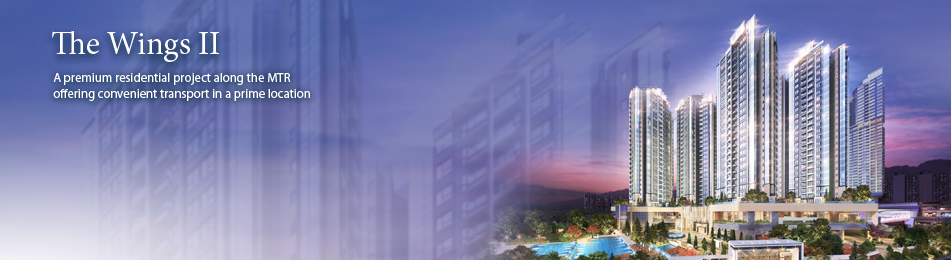 The Wings II
A premium residential project along the MTR
offering convenient transport in a prime location